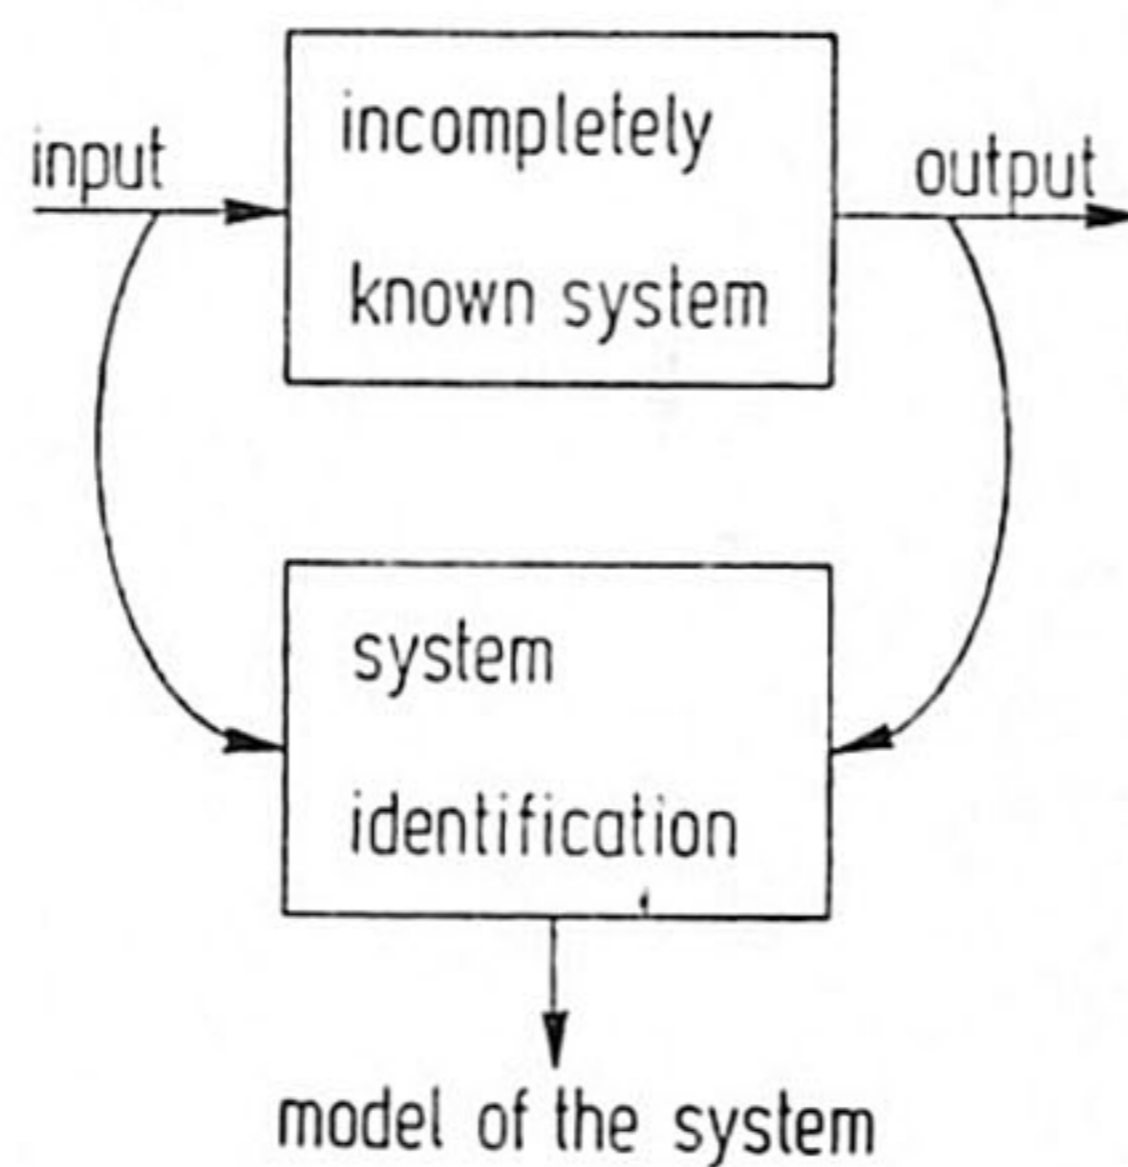 input
incompletely
known system
output
system
identification
model of the system